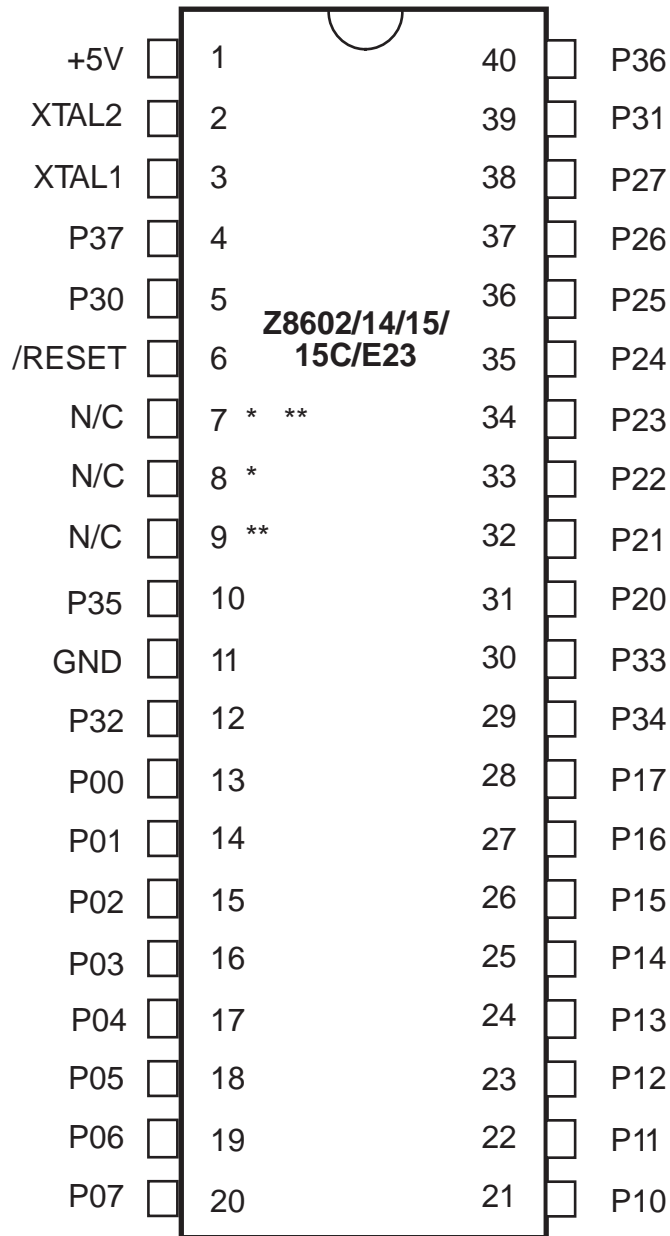 +5V 1 40 P36
XTAL2 2 39 P31
XTAL1 3 38 P27
P37 4 37 P26
P30 5 36 P25
Z8602/14/15/
15C/E23
/RESET 6 35 P24
N/C 7 * ** 34 P23
N/C 8 * 33 P22
N/C 9 ** 32 P21
P35 10 31 P20
GND 11 30 P33
P32 12 29 P34
P00 13 28 P17
P01 14 27 P16
P02 15 26 P15
P03 16 25 P14
P04 17 24 P13
P05 18 23 P12
P06 19 22 P11
P07 20 21 P10